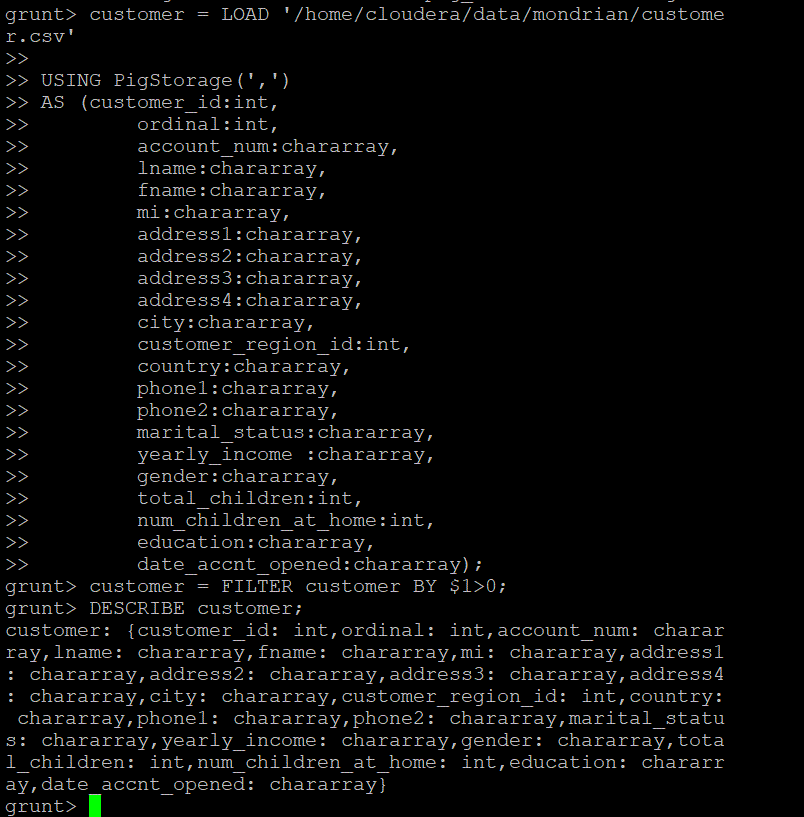 grunt> customer = LOAD '/home/cloudera/data/mondrian/custome
r.csv'
>>
>> USING PigStorage(',')
>> AS (customer_id:int,
>>         ordinal:int,
>>         account_num:chararray,
>>         lname:chararray,
>>         fname:chararray,
>>         mi:chararray,
>>         address1:chararray,
>>         address2:chararray,
>>         address3:chararray,
>>         address4:chararray,
>>         city:chararray,
>>         customer_region_id:int,
>>         country:chararray,
>>         phone1:chararray,
>>         phone2:chararray,
>>         marital_status:chararray,
>>         yearly_income :chararray,
>>         gender:chararray,
>>         total_children:int,
>>         num_children_at_home:int,
>>         education:chararray,
>>         date_accnt_opened:chararray);
grunt> customer = FILTER customer BY $1>0;
grunt> DESCRIBE customer;
customer: {customer_id: int,ordinal: int,account_num: charar
ray,lname: chararray,fname: chararray,mi: chararray,address1
: chararray,address2: chararray,address3: chararray,address4
: chararray,city: chararray,customer_region_id: int,country:
 chararray,phone1: chararray,phone2: chararray,marital_statu
s: chararray,yearly_income: chararray,gender: chararray,tota
l_children: int,num_children_at_home: int,education: chararr
ay,date_accnt_opened: chararray}
grunt>